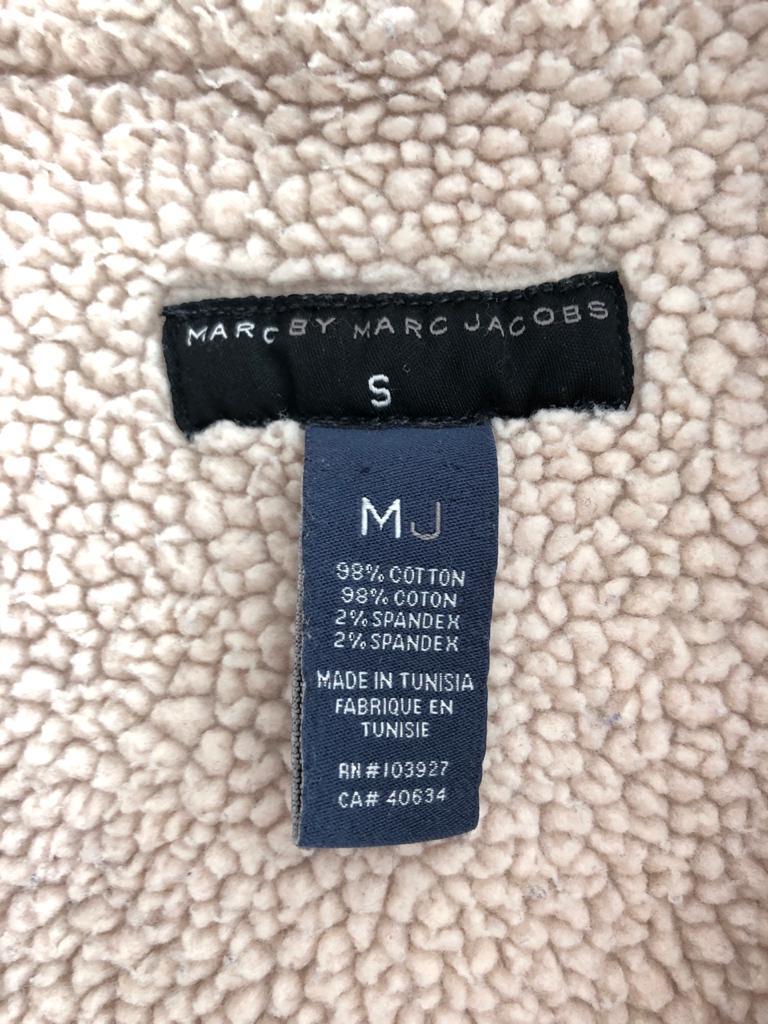 MARC BY MARC JACOBS
S
MJ
98% COTTON
98% COTON
2% SPANDEX
2% SPANDEX
MADE IN TUNISIA
FABRIQUE EN
TUNISIE
RN #103927
CA# 40634